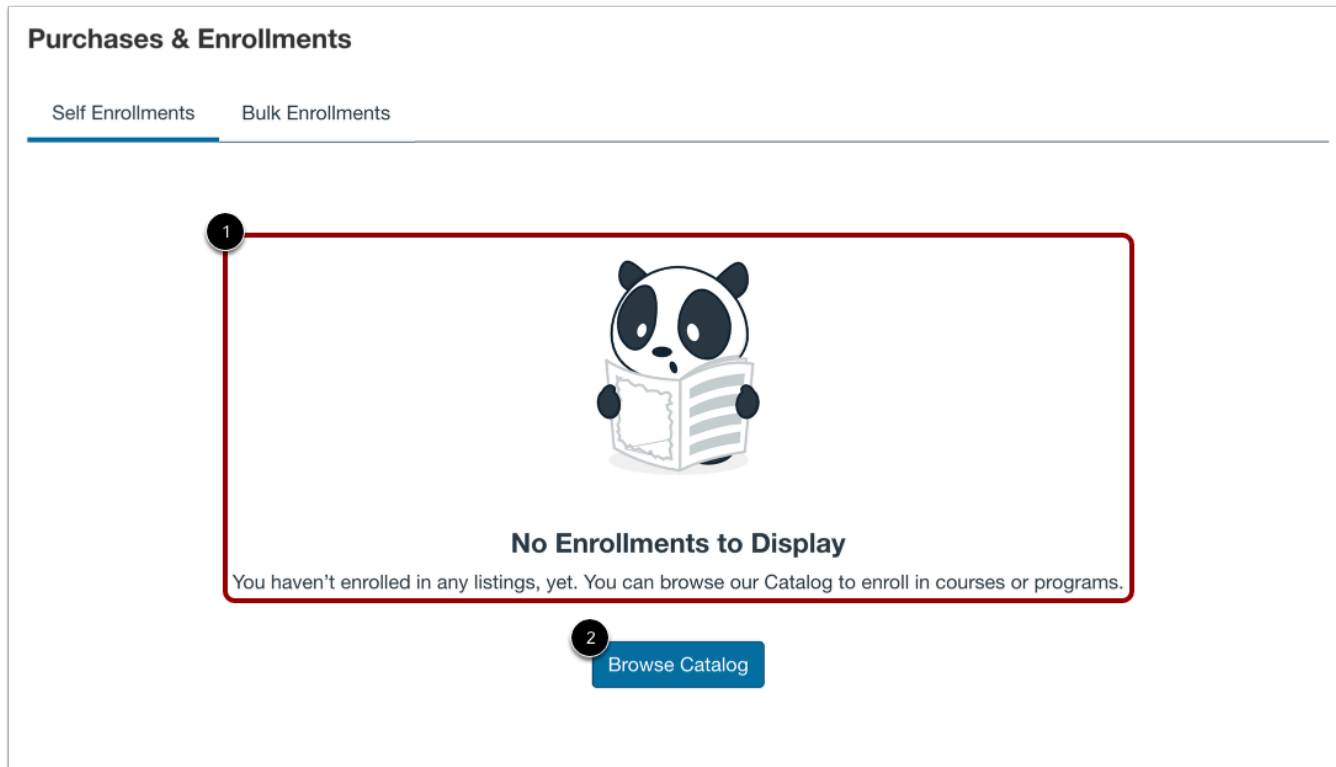 Purchases & Enrollments
Self Enrollments Bulk Enrollments
1
No Enrollments to Display
You haven’t enrolled in any listings, yet. You can browse our Catalog to enroll in courses or programs.
2
Browse Catalog